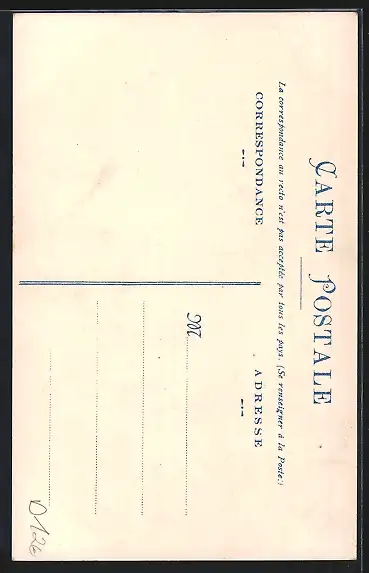 CARTE POSTALE
La correspondance au recto n'est pas acceptée par tous les pays. (Se renseigner à la Poste.)
CORRESPONDANCE
ADRESSE
M
D126